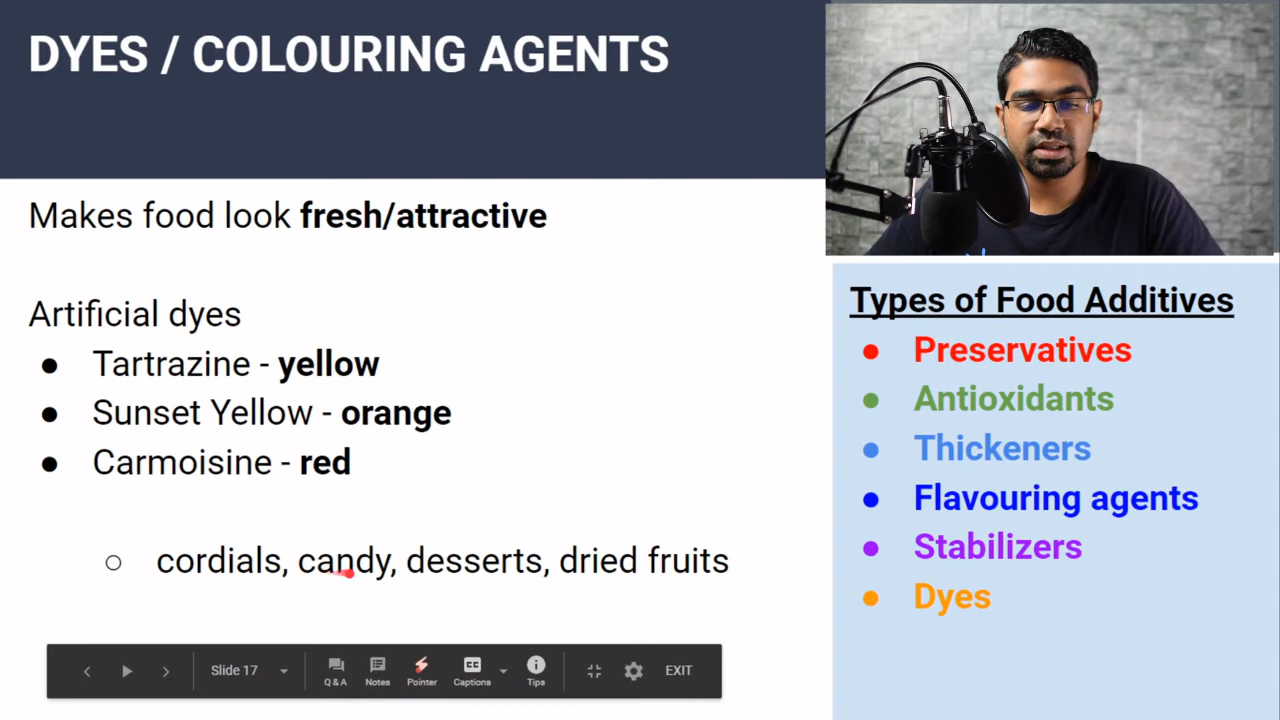 DYES / COLOURING AGENTS
Makes food look fresh/attractive
Artificial dyes
● Tartrazine - yellow
● Sunset Yellow - orange
● Carmoisine - red
○ cordials, candy, desserts, dried fruits
Slide 17
Q & A
Notes
Pointer
CC
Captions
Tips
EXIT
Types of Food Additives
● Preservatives
● Antioxidants
● Thickeners
● Flavouring agents
● Stabilizers
● Dyes